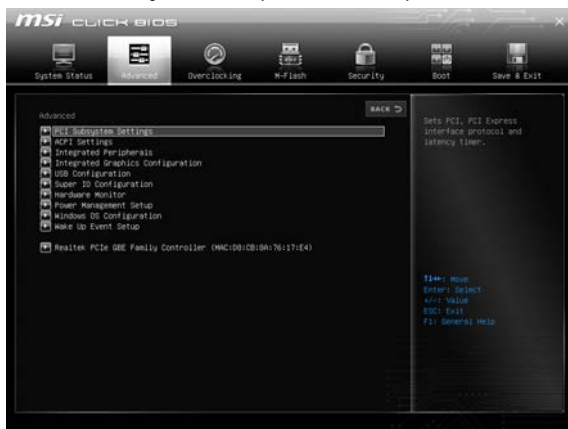 msi CLICK BIOS
System Status
Advanced
Overclocking
M-Flash
Security
Boot
Save & Exit
Advanced
BACK
PCI Subsystem Settings
ACPI Settings
Integrated Peripherals
Integrated Graphics Configuration
USB Configuration
Super IO Configuration
Hardware Monitor
Power Management Setup
Windows OS Configuration
Wake Up Event Setup
Realtek PCIe GBE Family Controller (MAC:D8:CB:8A:76:17:E4)
Sets PCI, PCI Express
interface protocol and
latency timer.
↑↓←→: Move
Enter: Select
+/-: Value
ESC: Exit
F1: General Help